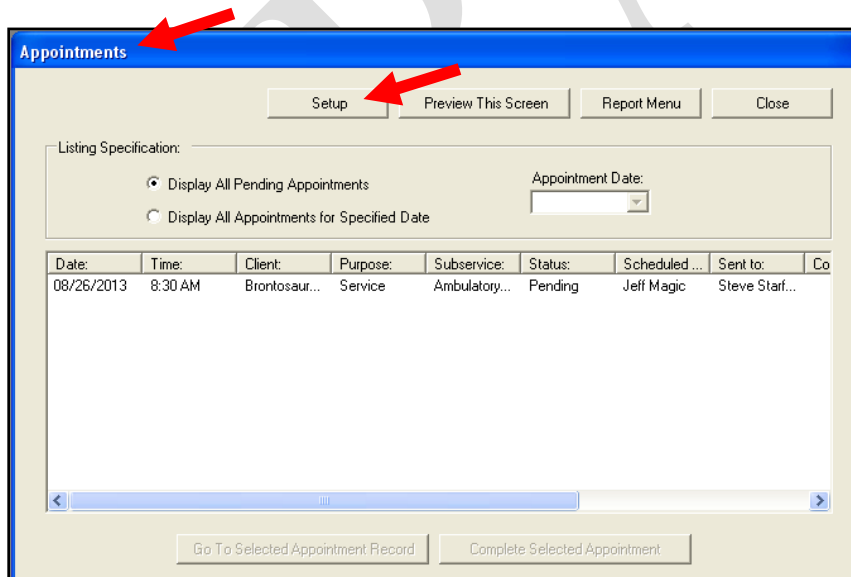 Appointments
Setup Preview This Screen Report Menu Close
Listing Specification:
Display All Pending Appointments Appointment Date:
Display All Appointments for Specified Date
Date: Time: Client: Purpose: Subservice: Status: Scheduled ... Sent to: Co
08/26/2013 8:30 AM Brontosaur... Service Ambulatory... Pending Jeff Magic Steve Starf...
Go To Selected Appointment Record Complete Selected Appointment